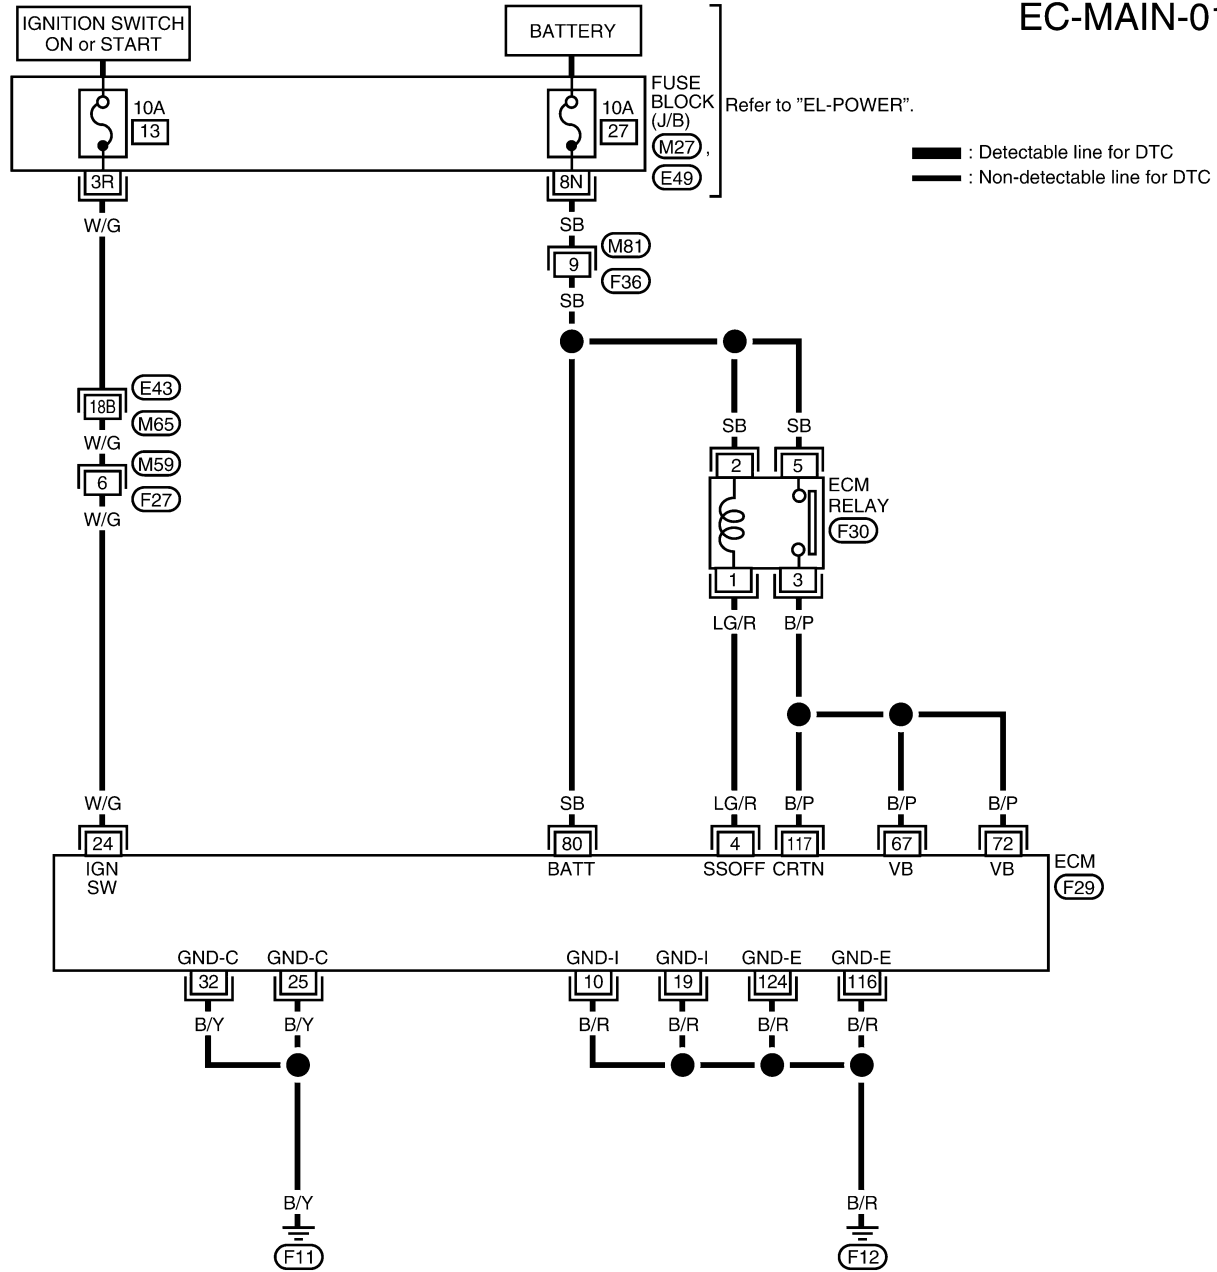 EC-MAIN-01
IGNITION SWITCH
ON or START
BATTERY
10A
13
10A
27
FUSE
BLOCK
(J/B)
M27 ,
E49
Refer to ”EL-POWER”.
: Detectable line for DTC
: Non-detectable line for DTC
3R
8N
W/G
SB
9
M81
F36
SB
18B
E43
M65
W/G
6
M59
F27
W/G
SB
SB
2
5
ECM
RELAY
F30
1
3
LG/R
B/P
W/G
SB
LG/R
B/P
B/P
B/P
24
80
4
117
67
72
IGN
SW
BATT
SSOFF
CRTN
VB
VB
ECM
F29
GND-C
GND-C
GND-I
GND-I
GND-E
GND-E
32
25
10
19
124
116
B/Y
B/Y
B/R
B/R
B/R
B/R
B/Y
B/R
F11
F12